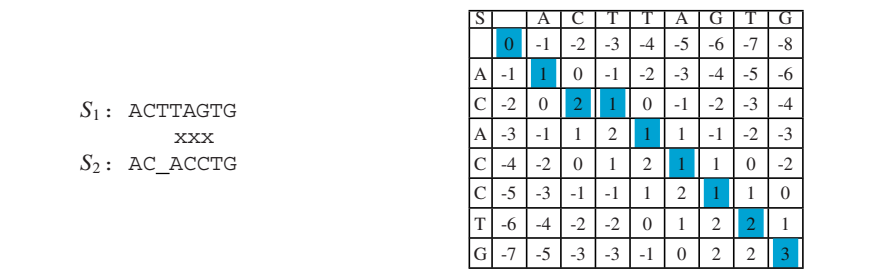 S₁: ACTTAGTG
xxx
S₂: AC_ACCTG
S A C T T A G T G
0 -1 -2 -3 -4 -5 -6 -7 -8
A -1 1 0 -1 -2 -3 -4 -5 -6
C -2 0 2 1 0 -1 -2 -3 -4
A -3 -1 1 2 1 1 -1 -2 -3
C -4 -2 0 1 2 1 1 0 -2
C -5 -3 -1 -1 1 2 1 1 0
T -6 -4 -2 -2 0 1 2 2 1
G -7 -5 -3 -3 -1 0 2 2 3